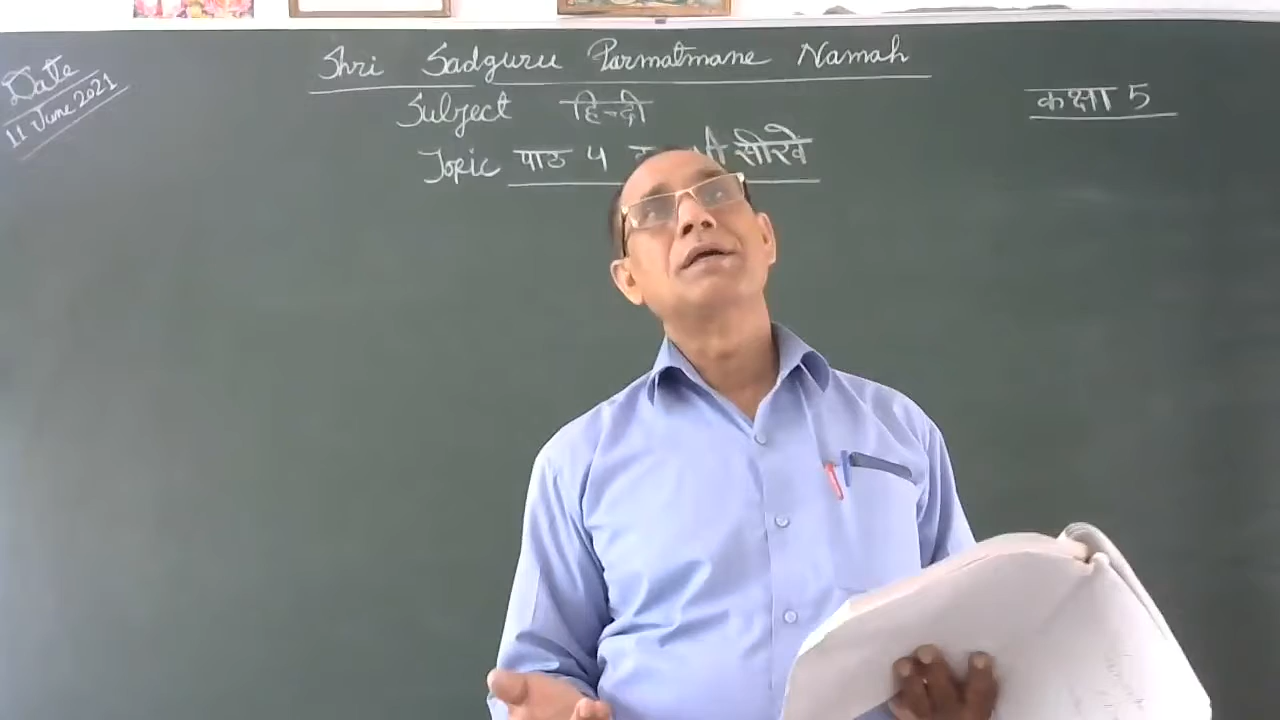 Shri Sadguru Parmatmane Namah
Date
11 June 2021
Subject हिन्दी
कक्षा 5
Topic पाठ 4 सीखें